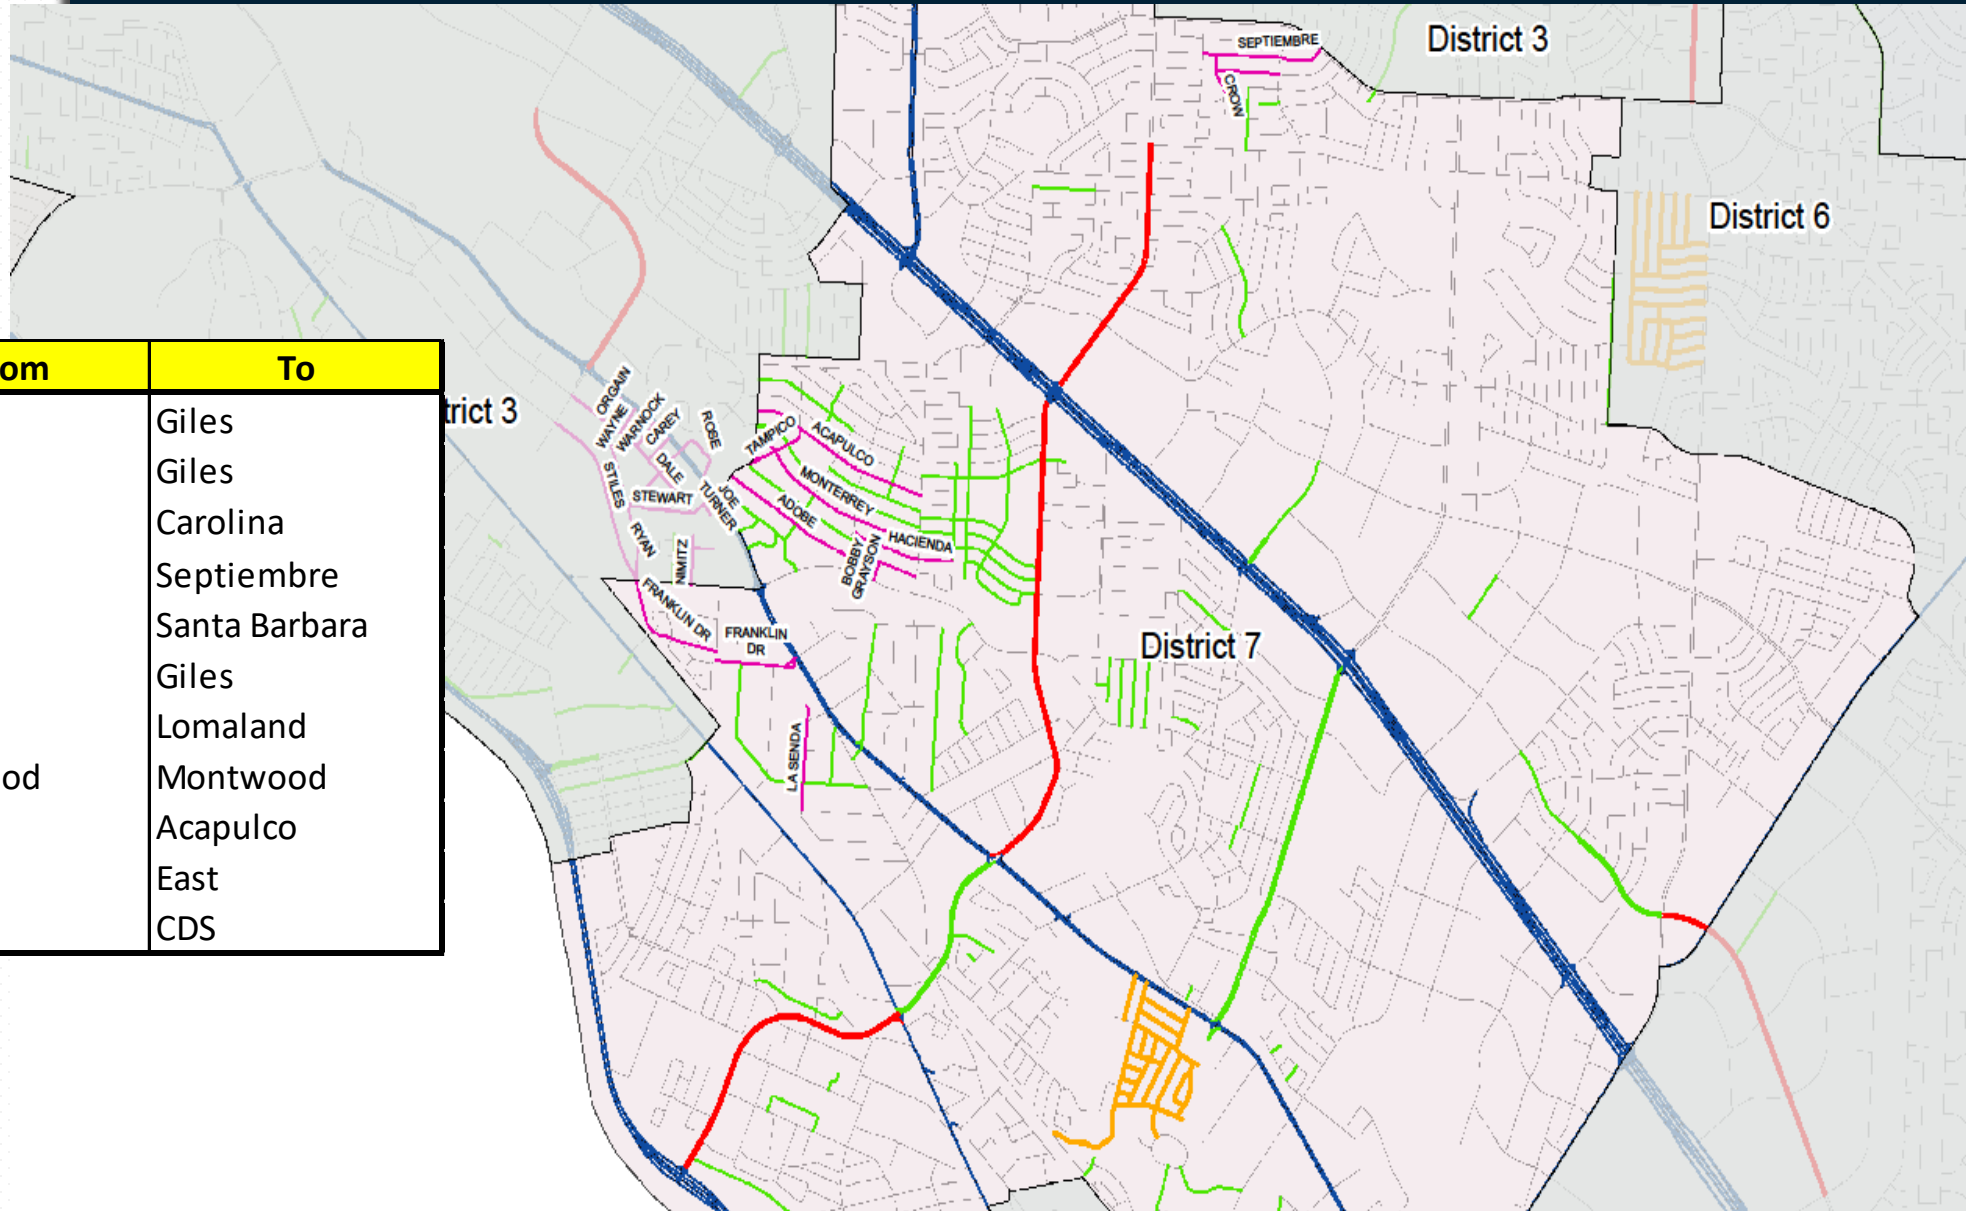 District 3
SEPTIEMBRE
CROW
District 6
om
To
Giles
Giles
Carolina
Septiembre
Santa Barbara
Giles
Lomaland
ood
Montwood
Acapulco
East
CDS
trict 3
ORGAIN
WAYNE
WARNOCK
CAREY
ROSE
DALE
STILES
STEWART
JOE
TURNER
RYAN
NIMITZ
TAMPICO
ACAPULCO
MONTERREY
ADOBE
HACIENDA
BOBBY
GRAYSON
FRANKLIN DR
FRANKLIN
DR
LA SENDA
District 7